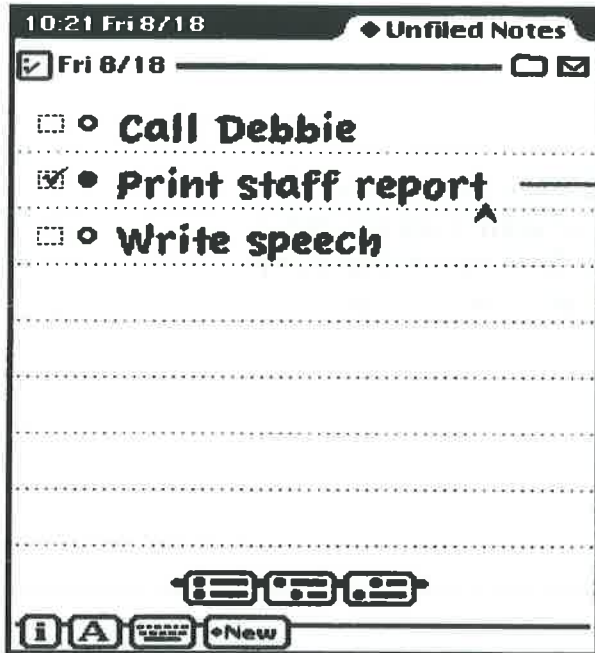 10:21 Fri 8/18
◆ Unfiled Notes
Fri 8/18
Call Debbie
Print staff report
Write speech
i
A
New